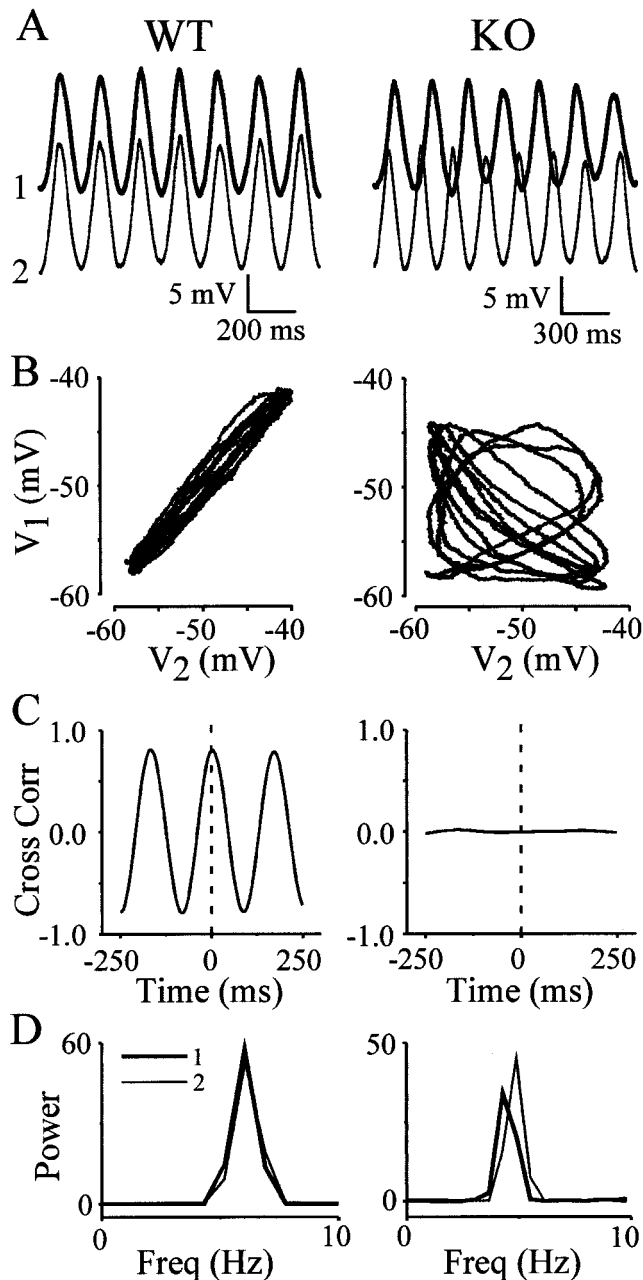 A
WT
KO
1
2
5 mV
200 ms
5 mV
300 ms
B
-40
-50
-60
V1 (mV)
-60
-50
-40
V2 (mV)
-40
-50
-60
-60
-50
-40
V2 (mV)
C
1.0
0.0
-1.0
Cross Corr
-250
0
250
Time (ms)
1.0
0.0
-1.0
-250
0
250
Time (ms)
D
60
0
Power
1
2
0
10
Freq (Hz)
50
0
0
10
Freq (Hz)